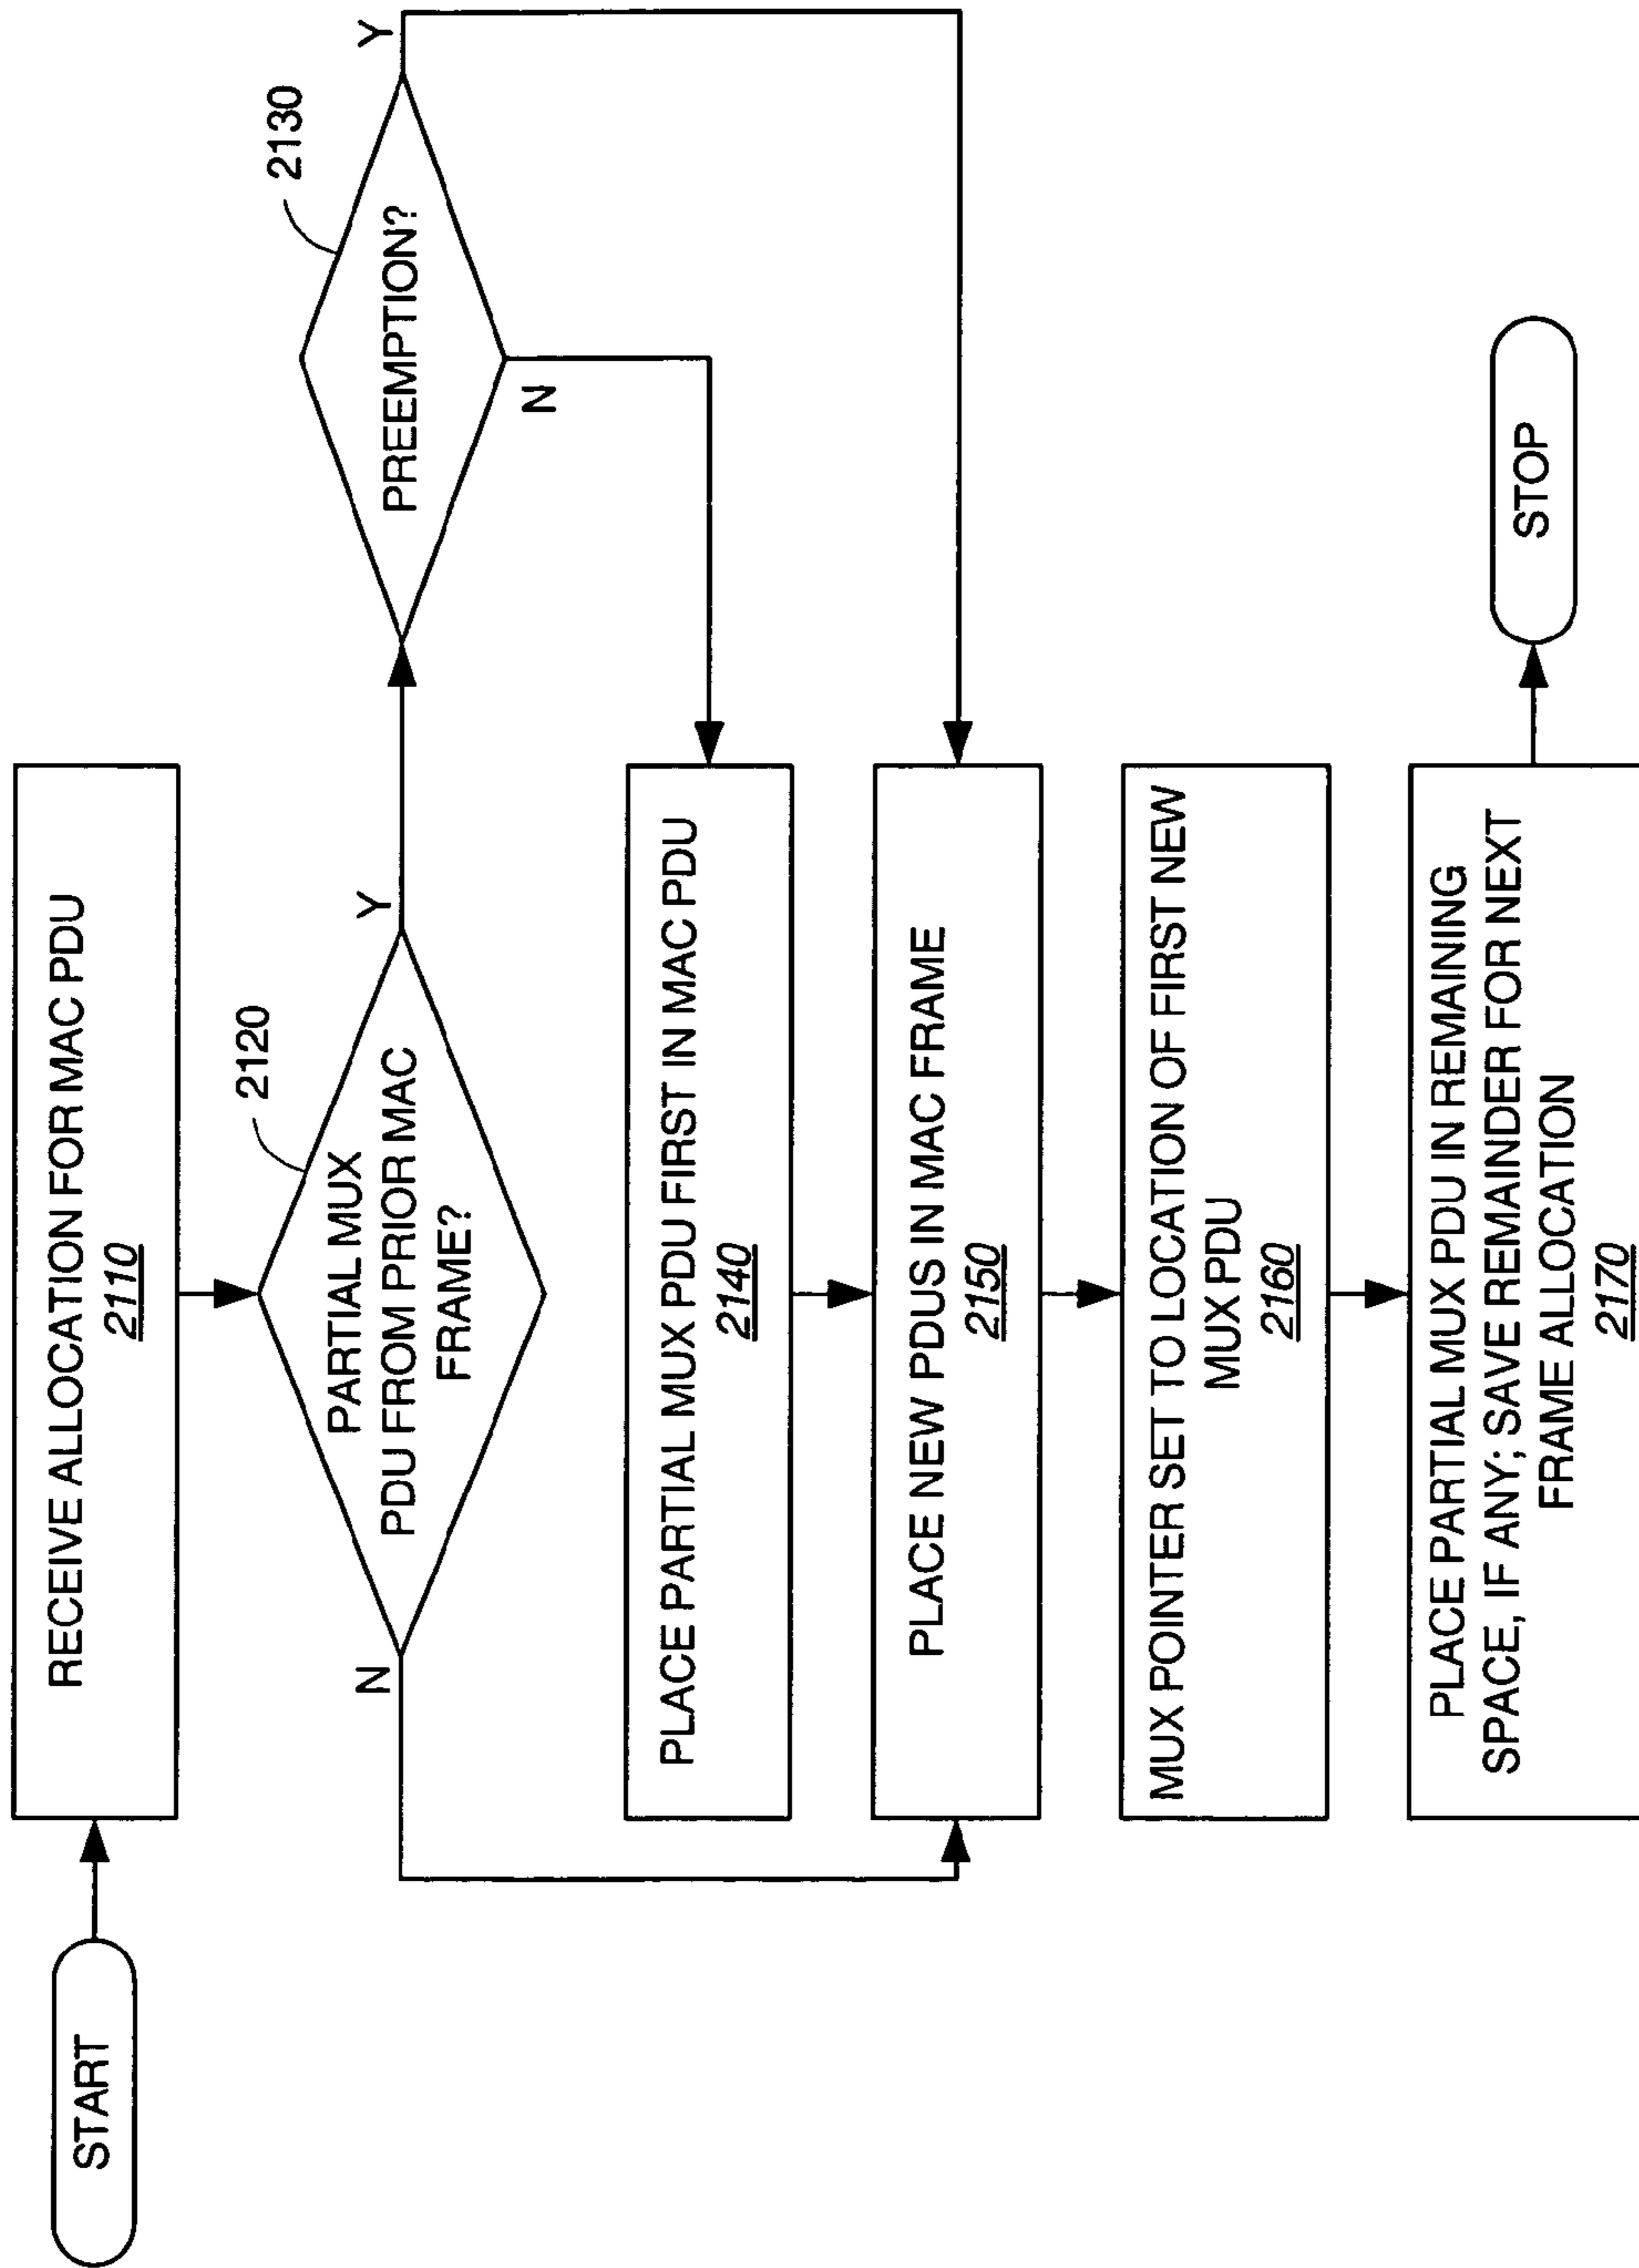 START
RECEIVE ALLOCATION FOR MAC PDU
2110
2120
PARTIAL MUX
PDU FROM PRIOR MAC
FRAME?
N
Y
2130
PREEMPTION?
Y
N
PLACE PARTIAL MUX PDU FIRST IN MAC PDU
2140
PLACE NEW PDUS IN MAC FRAME
2150
MUX POINTER SET TO LOCATION OF FIRST NEW
MUX PDU
2160
PLACE PARTIAL MUX PDU IN REMAINING
SPACE, IF ANY; SAVE REMAINDER FOR NEXT
FRAME ALLOCATION
2170
STOP